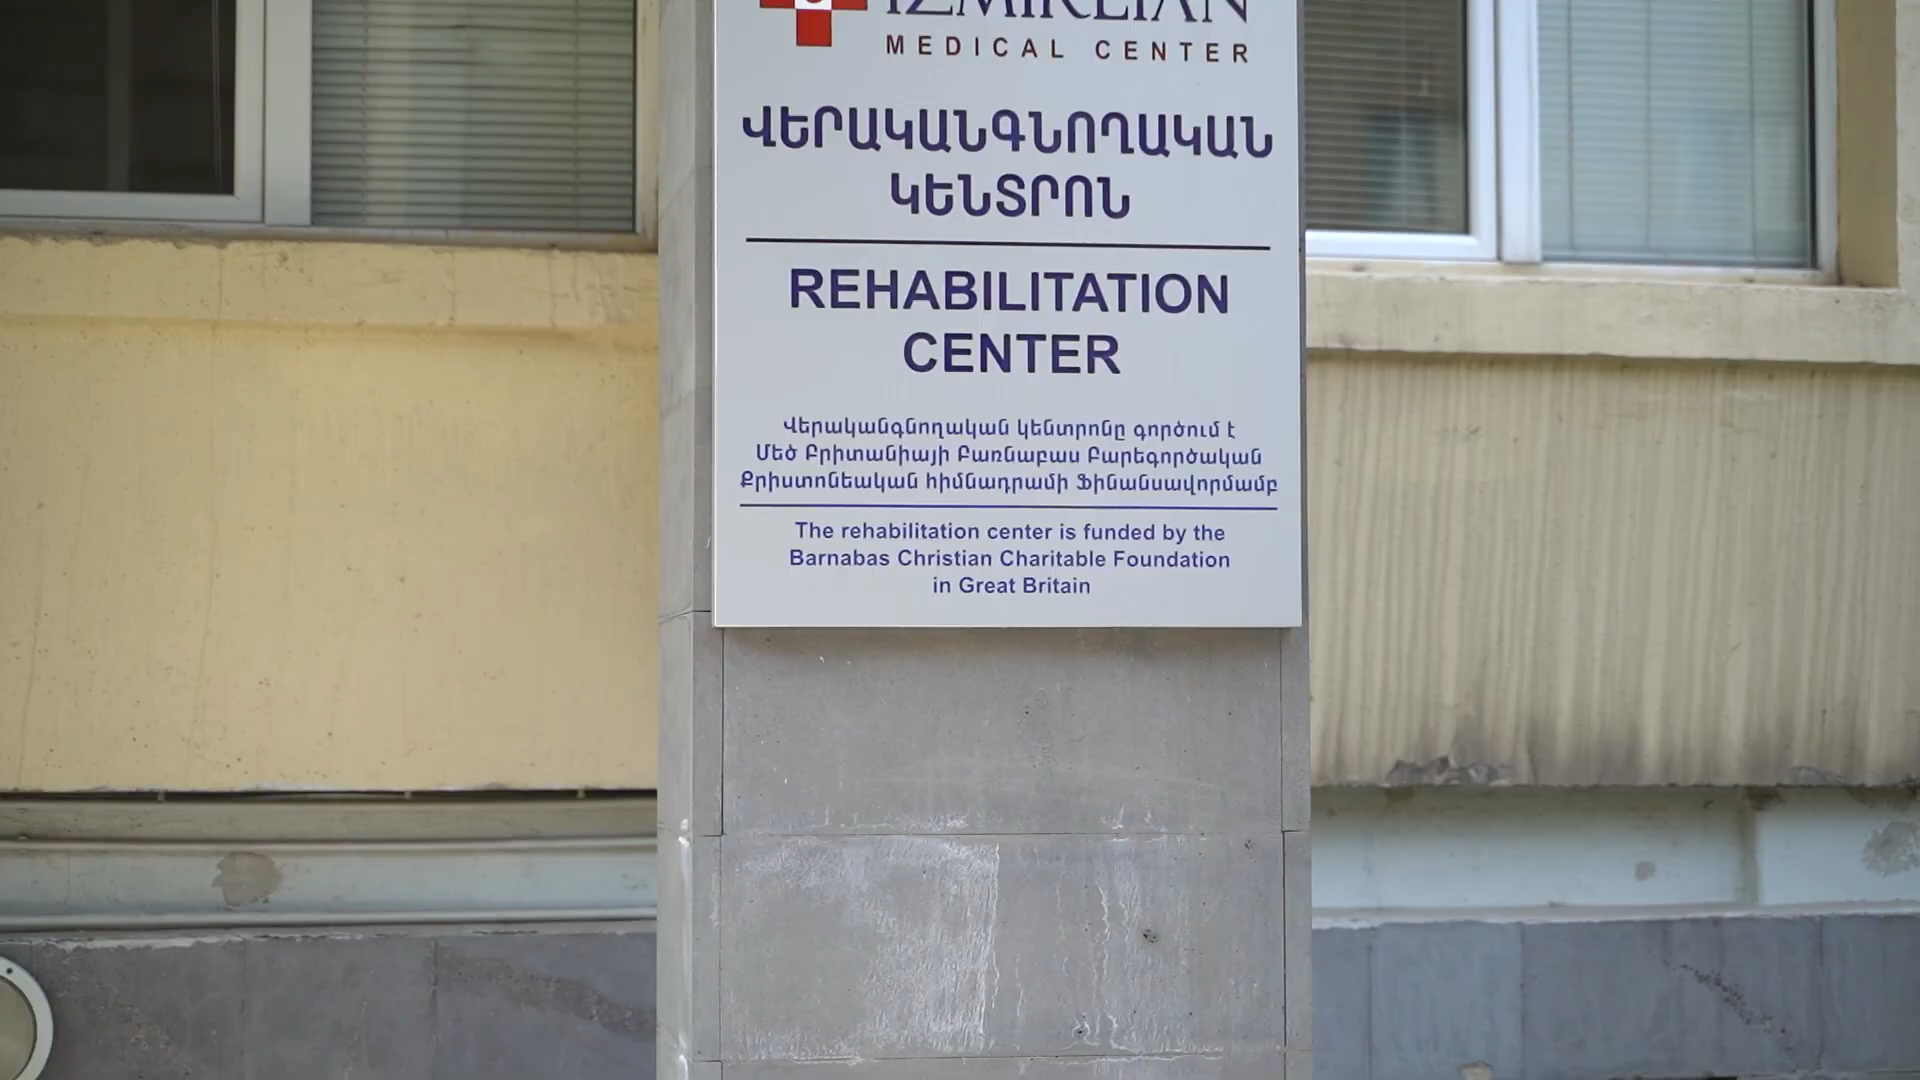 IZMIRLIAN
MEDICAL CENTER
ՎԵՐԱԿԱՆԳՆՈՂԱԿԱՆ
ԿԵՆՏՐՈՆ
REHABILITATION
CENTER
Վերականգնողական կենտրոնը գործում է
Մեծ Բրիտանիայի Բառնաբաս Բարեգործական
Քրիստոնեական հիմնադրամի Ֆինանսավորմամբ
The rehabilitation center is funded by the
Barnabas Christian Charitable Foundation
in Great Britain